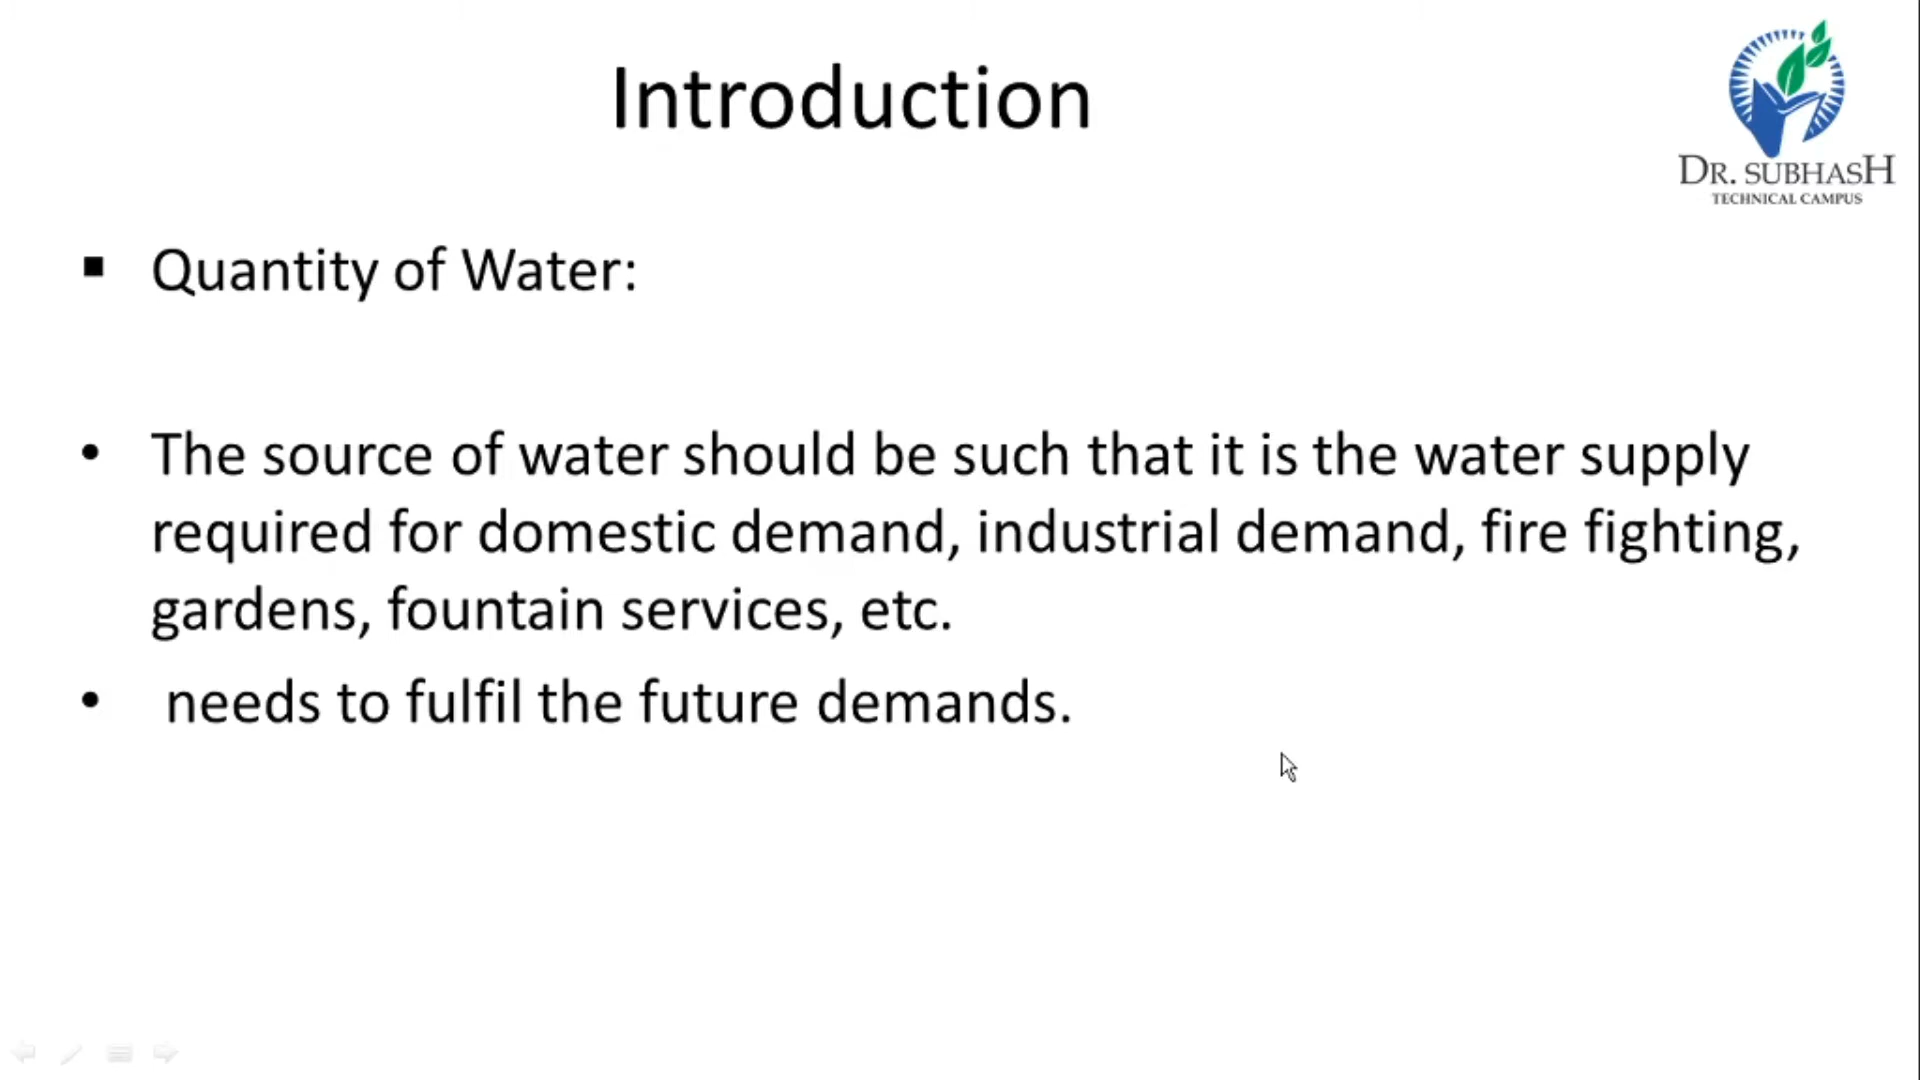 Introduction
DR. SUBHASH
TECHNICAL CAMPUS
▪ Quantity of Water:
• The source of water should be such that it is the water supply
required for domestic demand, industrial demand, fire fighting,
gardens, fountain services, etc.
• needs to fulfil the future demands.